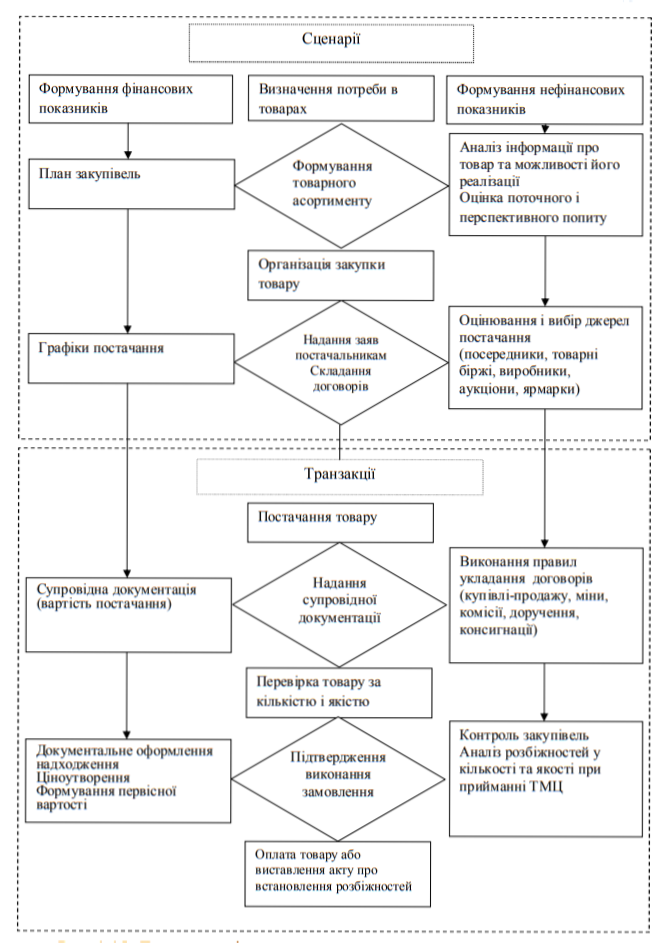 Сценарії
Формування фінансових
показників
Визначення потреби в
товарах
Формування нефінансових
показників
План закупівель
Формування
товарного
асортименту
Аналіз інформації про
товар та можливості його
реалізації
Оцінка поточного і
перспективного попиту
Організація закупки
товару
Графіки постачання
Надання заяв
постачальникам
Складання
договорів
Оцінювання і вибір джерел
постачання
(посередники, товарні
біржі, виробники,
аукціони, ярмарки)
Транзакції
Постачання товару
Супровідна документація
(вартість постачання)
Надання
супровідної
документації
Виконання правил
укладання договорів
(купівлі-продажу, міни,
комісії, доручення,
консигнації)
Перевірка товару за
кількістю і якістю
Документальне оформлення
надходження
Ціноутворення
Формування первісної
вартості
Підтвердження
виконання
замовлення
Контроль закупівель
Аналіз розбіжностей у
кількості та якості при
прийманні ТМЦ
Оплата товару або
виставлення акту про
встановлення розбіжностей